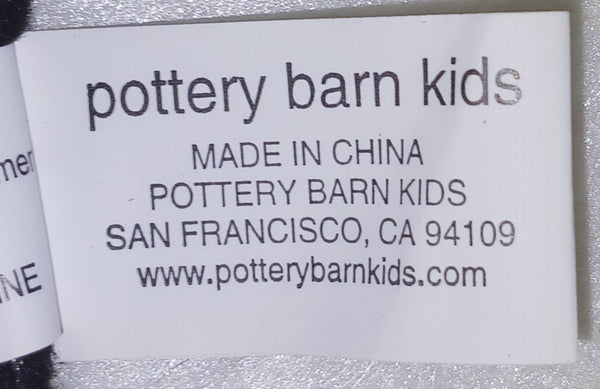 pottery barn kids
MADE IN CHINA
POTTERY BARN KIDS
SAN FRANCISCO, CA 94109
www.potterybarnkids.com